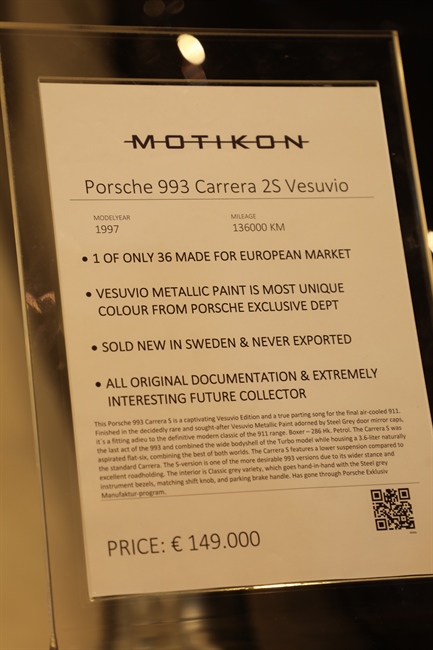 MOTIKON
Porsche 993 Carrera 2S Vesuvio
MODELYEAR MILEAGE
1997 136000 KM
• 1 OF ONLY 36 MADE FOR EUROPEAN MARKET
• VESUVIO METALLIC PAINT IS MOST UNIQUE
COLOUR FROM PORSCHE EXCLUSIVE DEPT
• SOLD NEW IN SWEDEN & NEVER EXPORTED
• ALL ORIGINAL DOCUMENTATION & EXTREMELY
INTERESTING FUTURE COLLECTOR
This Porsche 993 Carrera S is a captivating Vesuvio Edition and a true parting song for the final air-cooled 911.
Finished in the decidedly rare and sought-after Vesuvio Metallic Paint adorned by Steel Grey door mirror caps,
it´s a fitting adieu to the definitive modern classic of the 911 range. Boxer – 286 Hk. Petrol. The Carrera S was
the last act of the 993 and combined the wide bodyshell of the Turbo model while housing a 3.6-liter naturally
aspirated flat-six, combining the best of both worlds. The Carrera S features a lower suspension compared to
the standard Carrera. The S-version is one of the more desirable 993 versions due to its wider stance and
excellent roadholding. The interior is Classic grey variety, which goes hand-in-hand with the Steel grey
instrument bezels, matching shift knob, and parking brake handle. Has gone through Porsche Exklusiv
Manufaktur-program.
PRICE: € 149.000